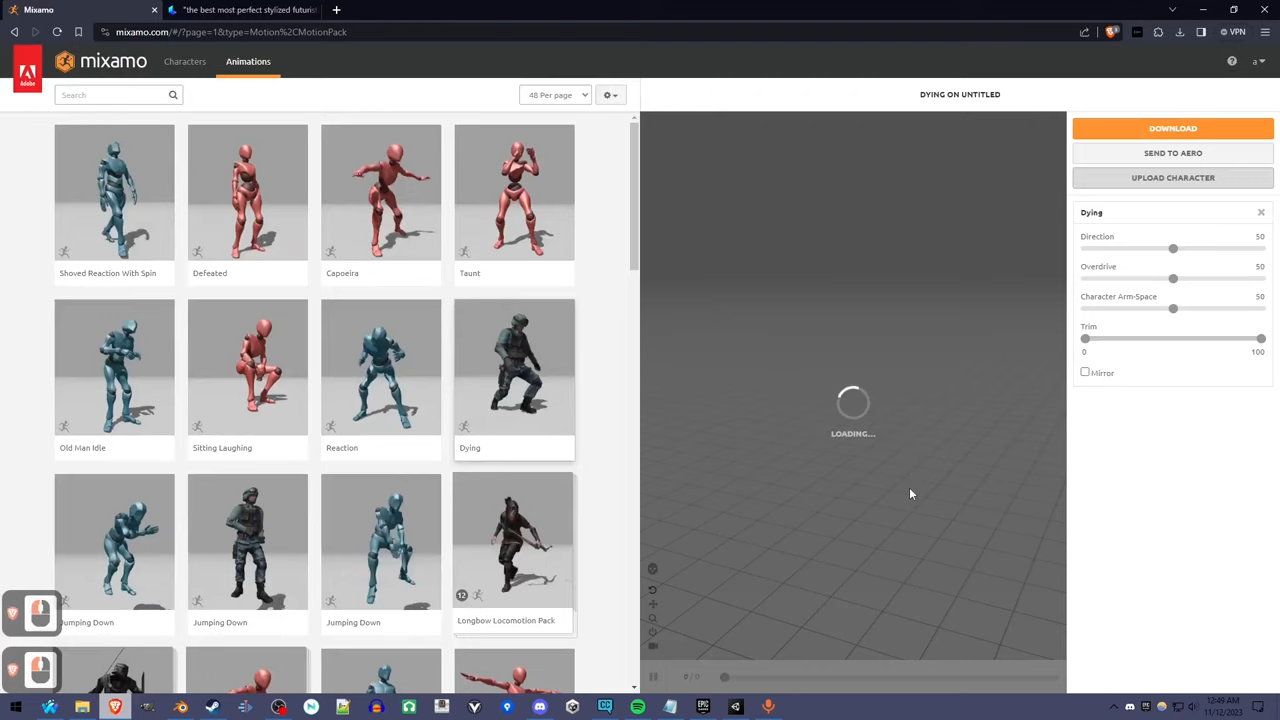 Mixamo
"the best most perfect stylized futurist
mixamo.com/#/?page=1&type=Motion%2CMotionPack
VPN
Adobe
mixamo
Characters
Animations
a
Search
48 Per page
DYING ON UNTITLED
DOWNLOAD
SEND TO AERO
UPLOAD CHARACTER
Shoved Reaction With Spin
Defeated
Capoeira
Taunt
Dying
Direction
50
Overdrive
50
Character Arm-Space
50
Trim
0
100
Mirror
Old Man Idle
Sitting Laughing
Reaction
Dying
LOADING...
12
Jumping Down
Jumping Down
Jumping Down
Longbow Locomotion Pack
0 / 0
12:49 AM
11/12/2023